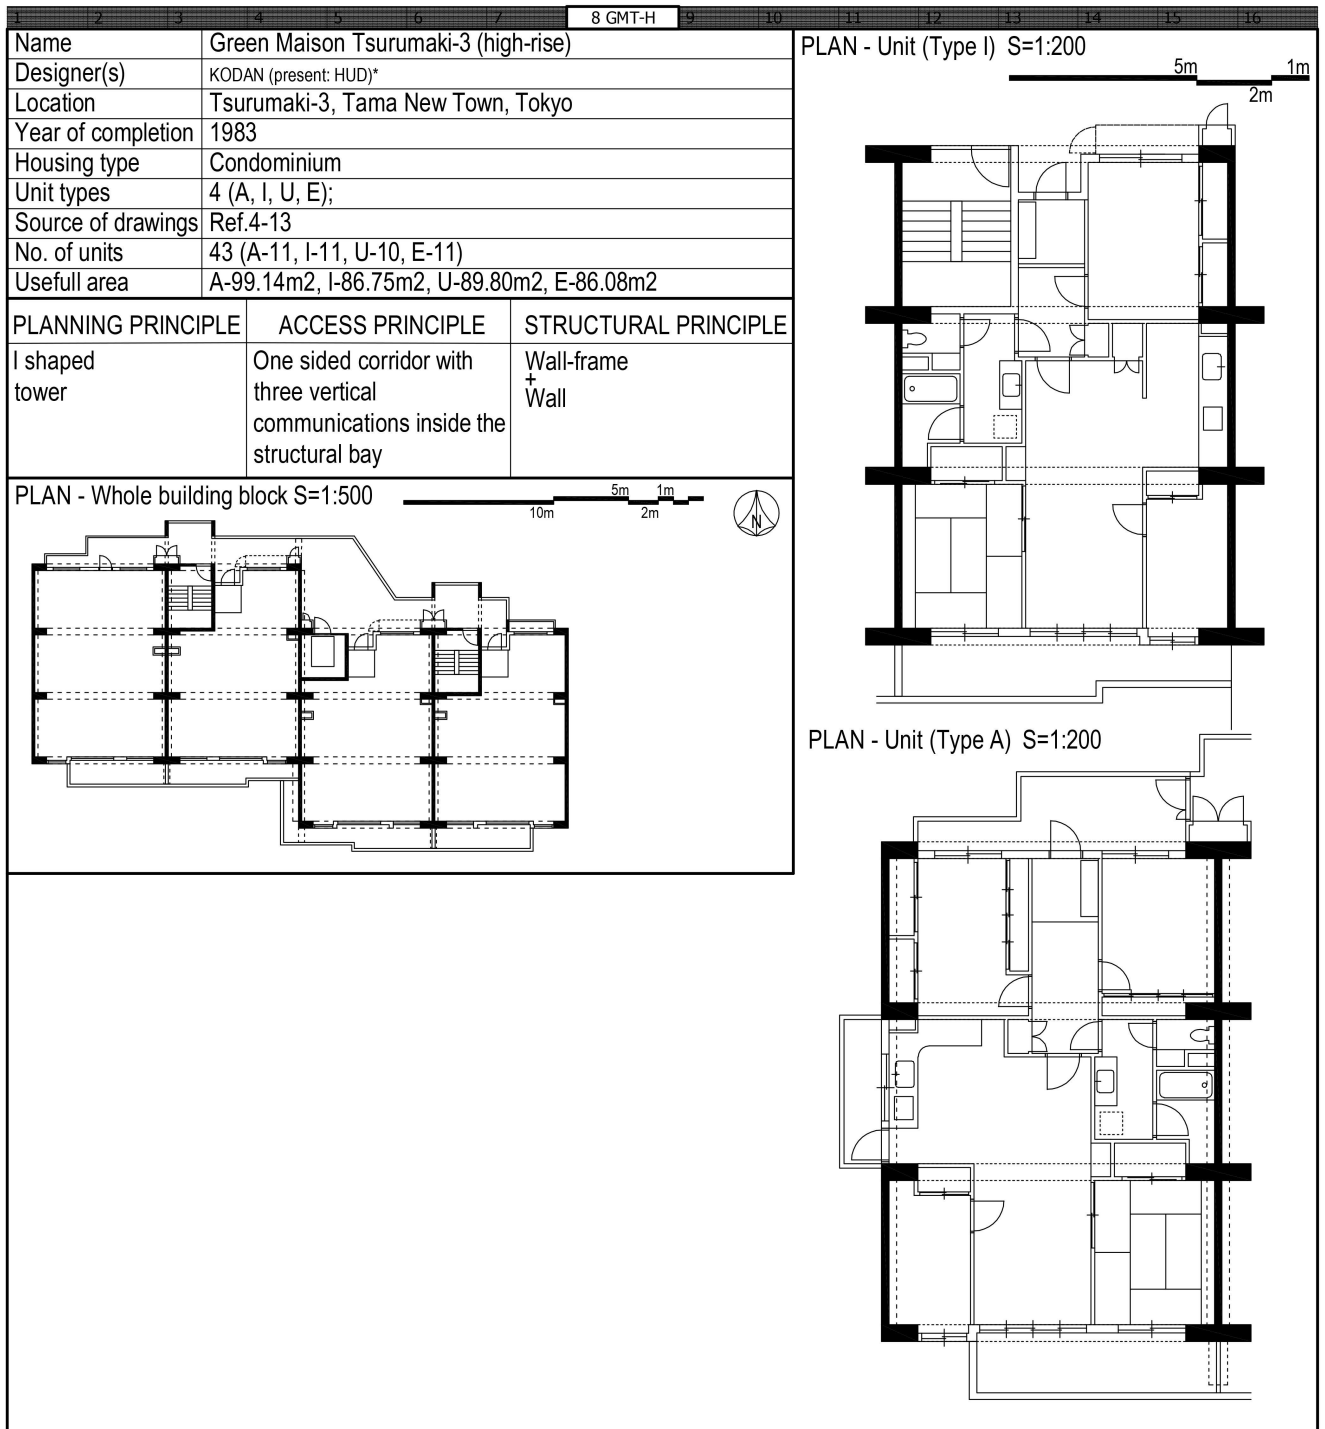 1 2 3 4 5 6 7 8 GMT-H 9 10 11 12 13 14 15 16
Name Green Maison Tsurumaki-3 (high-rise)
Designer(s) KODAN (present: HUD)*
Location Tsurumaki-3, Tama New Town, Tokyo
Year of completion 1983
Housing type Condominium
Unit types 4 (A, I, U, E);
Source of drawings Ref.4-13
No. of units 43 (A-11, I-11, U-10, E-11)
Usefull area A-99.14m2, I-86.75m2, U-89.80m2, E-86.08m2
PLANNING PRINCIPLE ACCESS PRINCIPLE STRUCTURAL PRINCIPLE
I shaped
tower
One sided corridor with
three vertical
communications inside the
structural bay
Wall-frame
+
Wall
PLAN - Whole building block S=1:500
5m 1m
10m 2m
N
PLAN - Unit (Type I) S=1:200
5m 1m
2m
PLAN - Unit (Type A) S=1:200